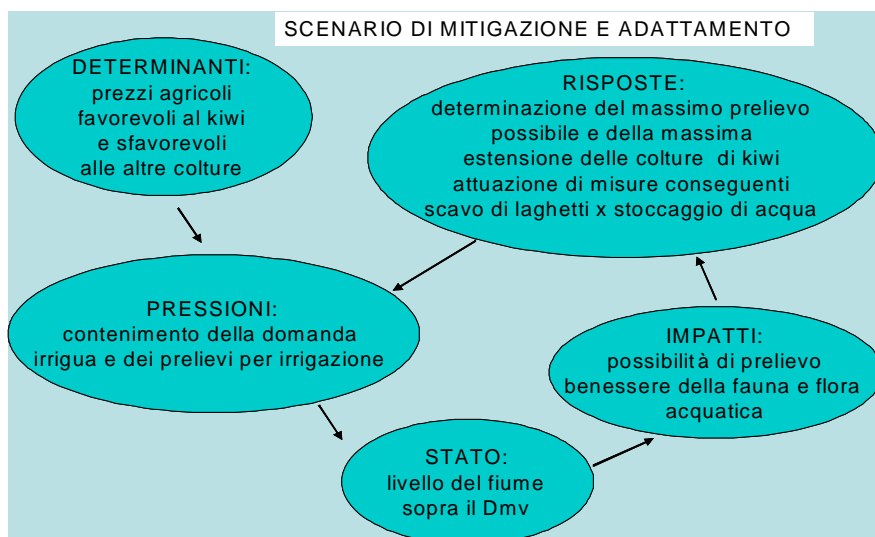 SCENARIO DI MITIGAZIONE E ADATTAMENTO
DETERMINANTI:
prezzi agricoli
favorevoli al kiwi
e sfavorevoli
alle altre colture
RISPOSTE:
determinazione del massimo prelievo
possibile e della massima
estensione delle colture di kiwi
attuazione di misure conseguenti
scavo di laghetti x stoccaggio di acqua
PRESSIONI:
contenimento della domanda
irrigua e dei prelievi per irrigazione
IMPATTI:
possibilità di prelievo
benessere della fauna e flora
acquatica
STATO:
livello del fiume
sopra il Dmv